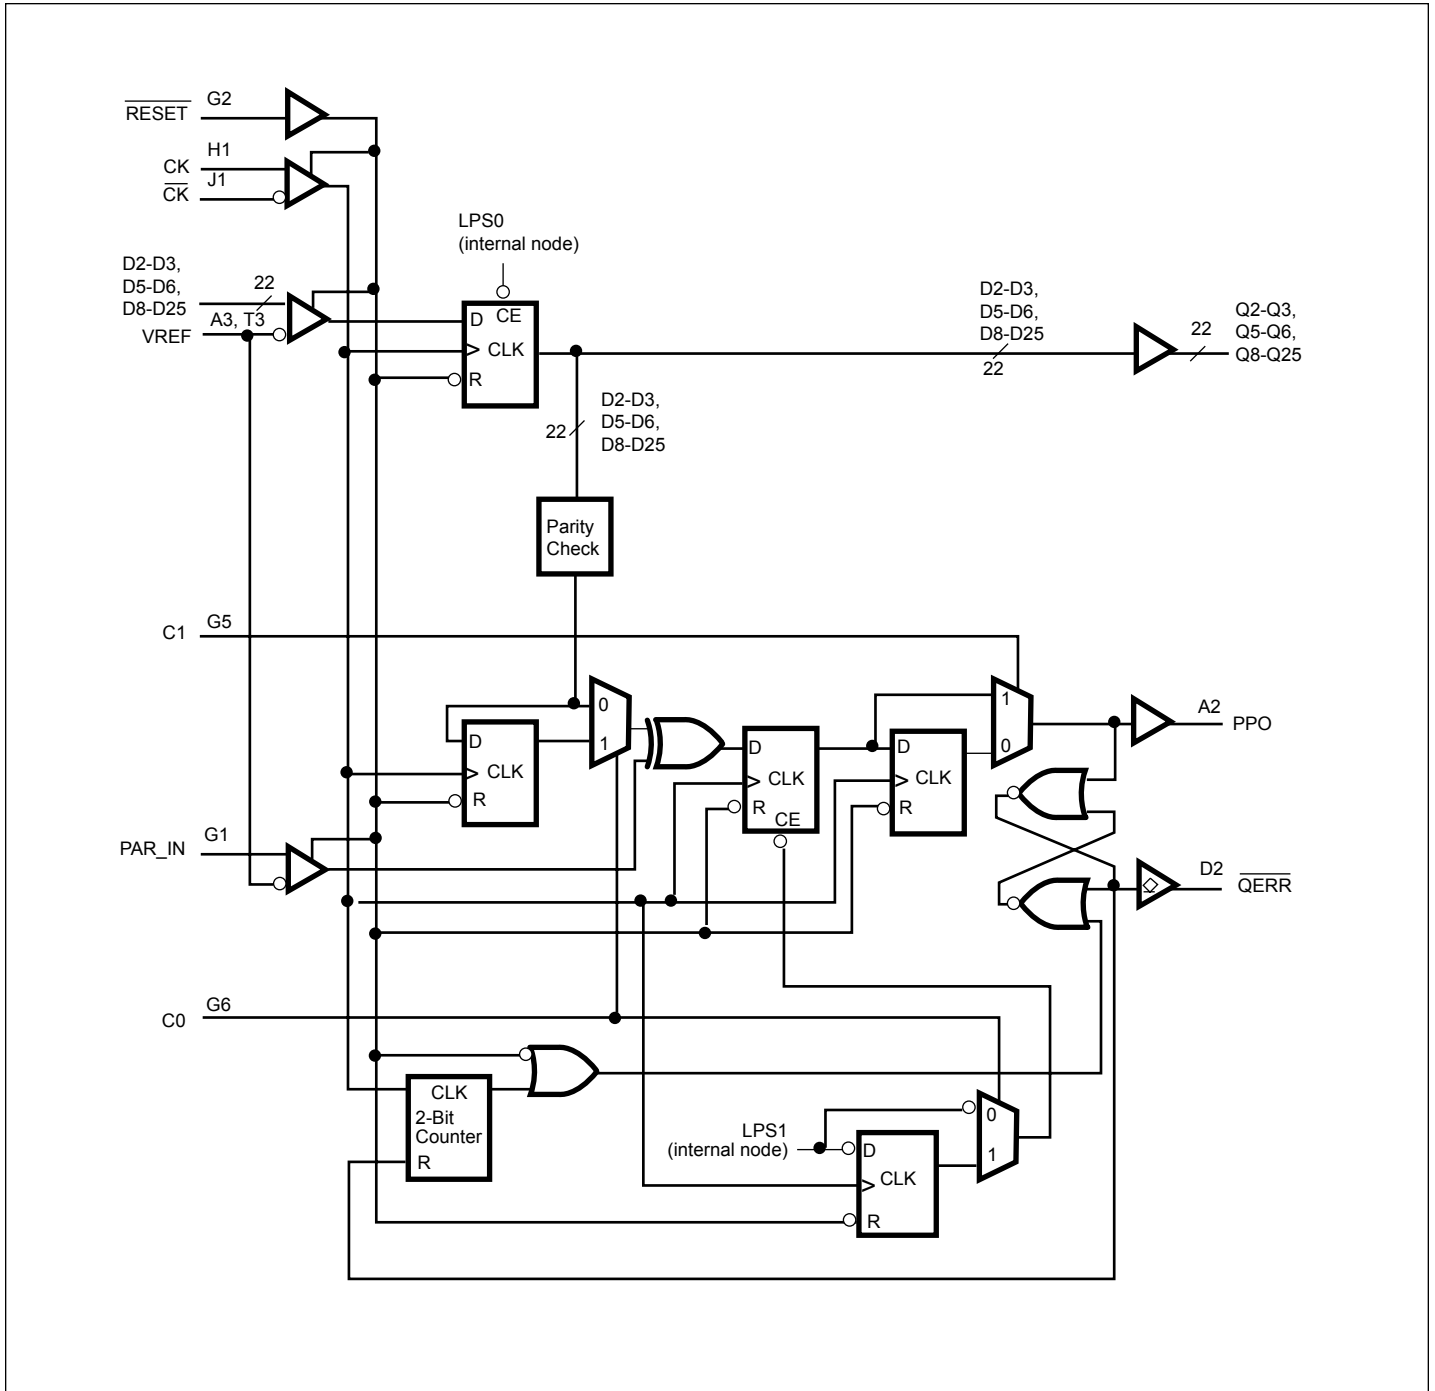 RESET G2
CK H1
CK J1
LPS0
(internal node)
D2-D3,
D5-D6,
D8-D25
22
VREF A3, T3
D CE
CLK
R
D2-D3,
D5-D6,
D8-D25
22
22
Q2-Q3,
Q5-Q6,
Q8-Q25
22
D2-D3,
D5-D6,
D8-D25
Parity
Check
C1 G5
0
1
D
CLK
R
D
CLK
R
CE
D
CLK
R
1
0
A2
PPO
PAR_IN G1
D2
QERR
C0 G6
CLK
2-Bit
Counter
R
LPS1
(internal node)
D
CLK
R
0
1